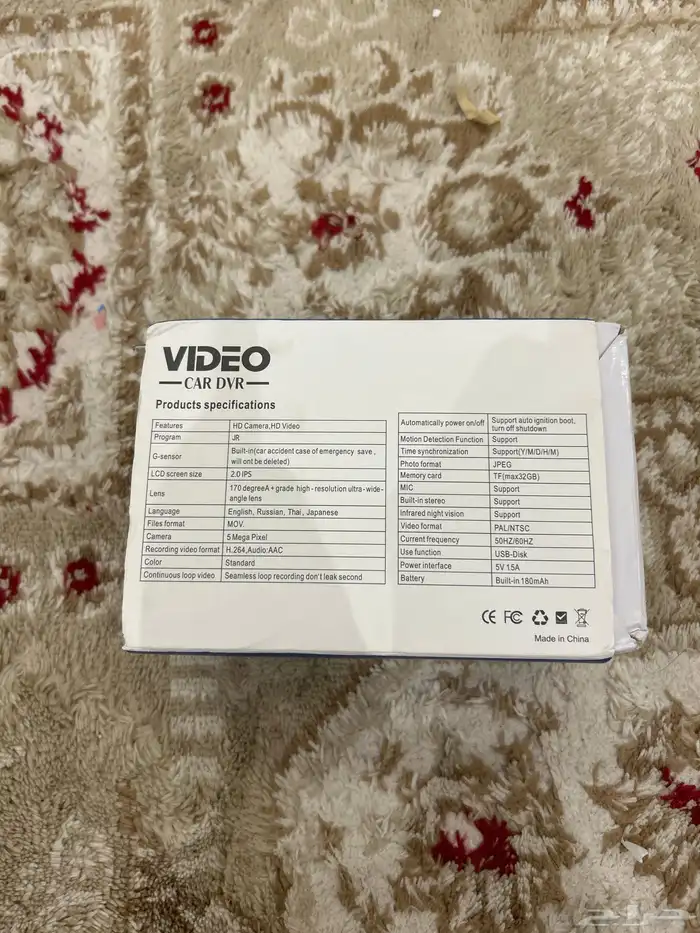 VIDEO
CAR DVR
Products specifications
Features HD Camera,HD Video
Program JR
G-sensor Built-in(car accident case of emergency save ,
will ont be deleted)
LCD screen size 2.0 IPS
Lens 170 degreeA+grade high-resolution ultra-wide-
angle lens
Language English, Russian, Thai, Japanese
Files format MOV
Camera 5 Mega Pixel
Recording video format H.264,Audio:AAC
Color Standard
Continuous loop video Seamless loop recording don't leak second
Automatically power on/off Support auto ignition boot,
turn off shutdown
Motion Detection Function Support
Time synchronization Support(Y/M/D/H/M)
Photo format JPEG
Memory card TF(max32GB)
MIC Support
Built-in stereo Support
Infrared night vision Support
Video format PAL/NTSC
Current frequency 50HZ/60HZ
Use function USB-Disk
Power interface 5V 1.5A
Battery Built-in 180mAh
CE FC
Made in China
حراج